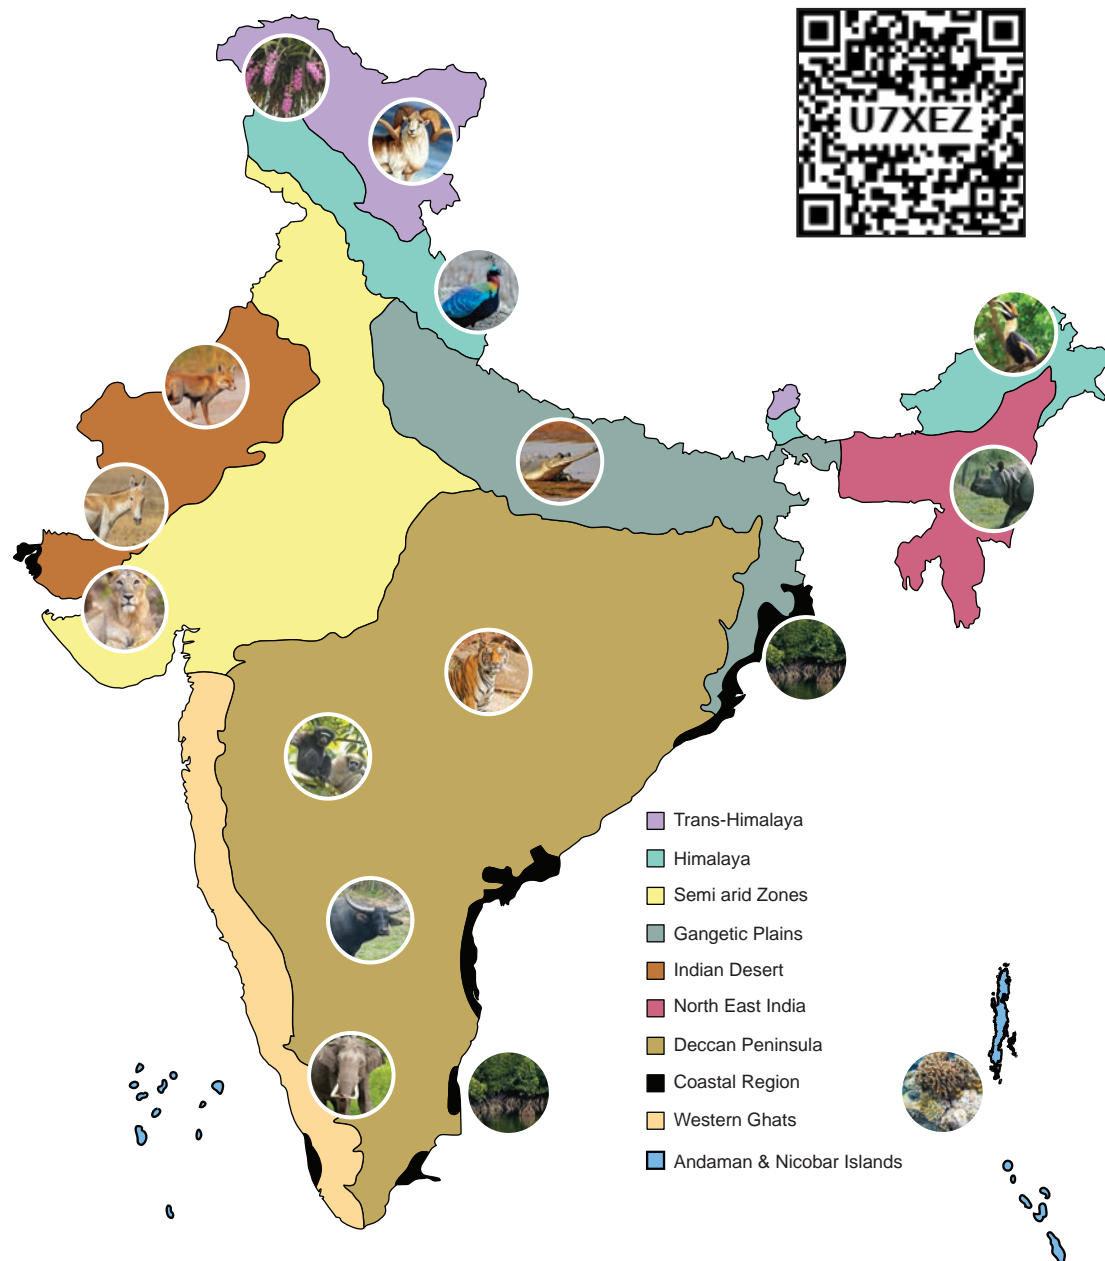 U7XEZ
Trans-Himalaya
Himalaya
Semi arid Zones
Gangetic Plains
Indian Desert
North East India
Deccan Peninsula
Coastal Region
Western Ghats
Andaman & Nicobar Islands